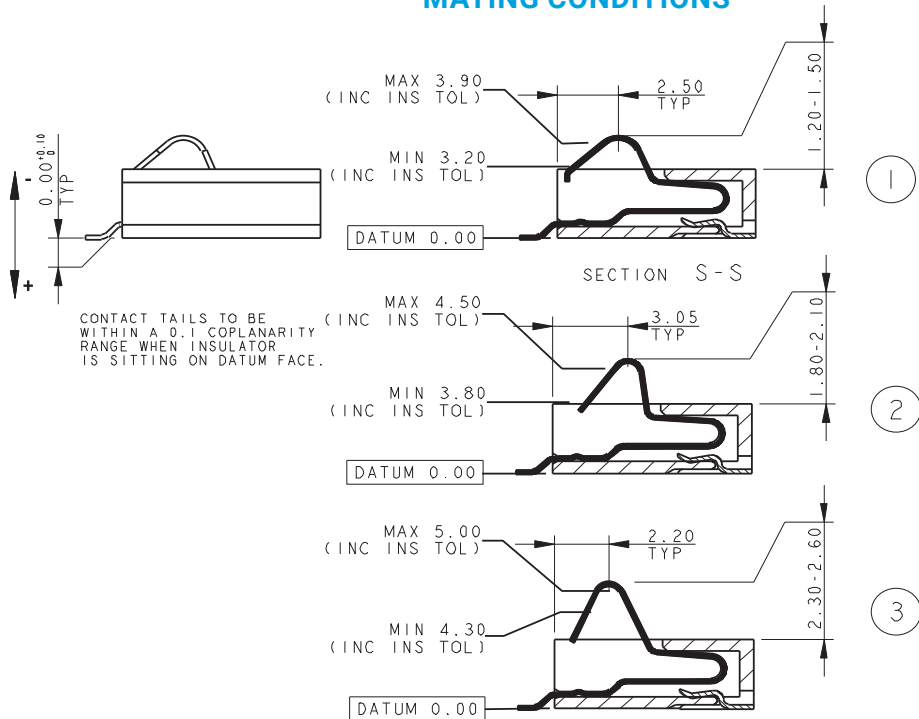 MATING CONDITIONS
MAX 3.90
(INC INS TOL)
2.50
TYP
1.20-1.50
0.00 +0.10
0
TYP
-
+
MIN 3.20
(INC INS TOL)
1
DATUM 0.00
SECTION S-S
CONTACT TAILS TO BE
WITHIN A 0.1 COPLANARITY
RANGE WHEN INSULATOR
IS SITTING ON DATUM FACE.
MAX 4.50
(INC INS TOL)
3.05
TYP
1.80-2.10
MIN 3.80
(INC INS TOL)
2
DATUM 0.00
MAX 5.00
(INC INS TOL)
2.20
TYP
2.30-2.60
MIN 4.30
(INC INS TOL)
3
DATUM 0.00